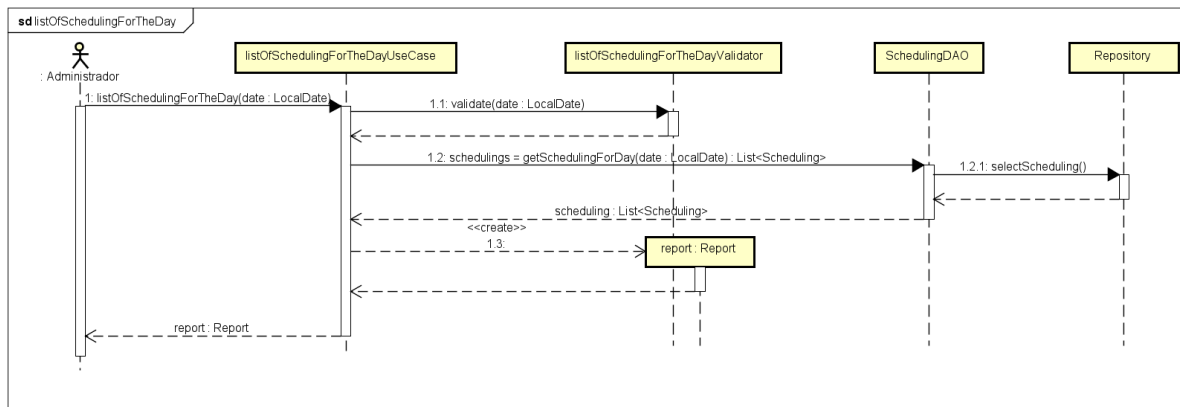 sd listOfSchedulingForTheDay
: Administrador
listOfSchedulingForTheDayUseCase
listOfSchedulingForTheDayValidator
SchedulingDAO
Repository
1: listOfSchedulingForTheDay(date : LocalDate)
1.1: validate(date : LocalDate)
1.2: schedulings = getSchedulingForDay(date : LocalDate) : List<Scheduling>
1.2.1: selectScheduling()
scheduling : List<Scheduling>
<<create>>
1.3:
report : Report
report : Report